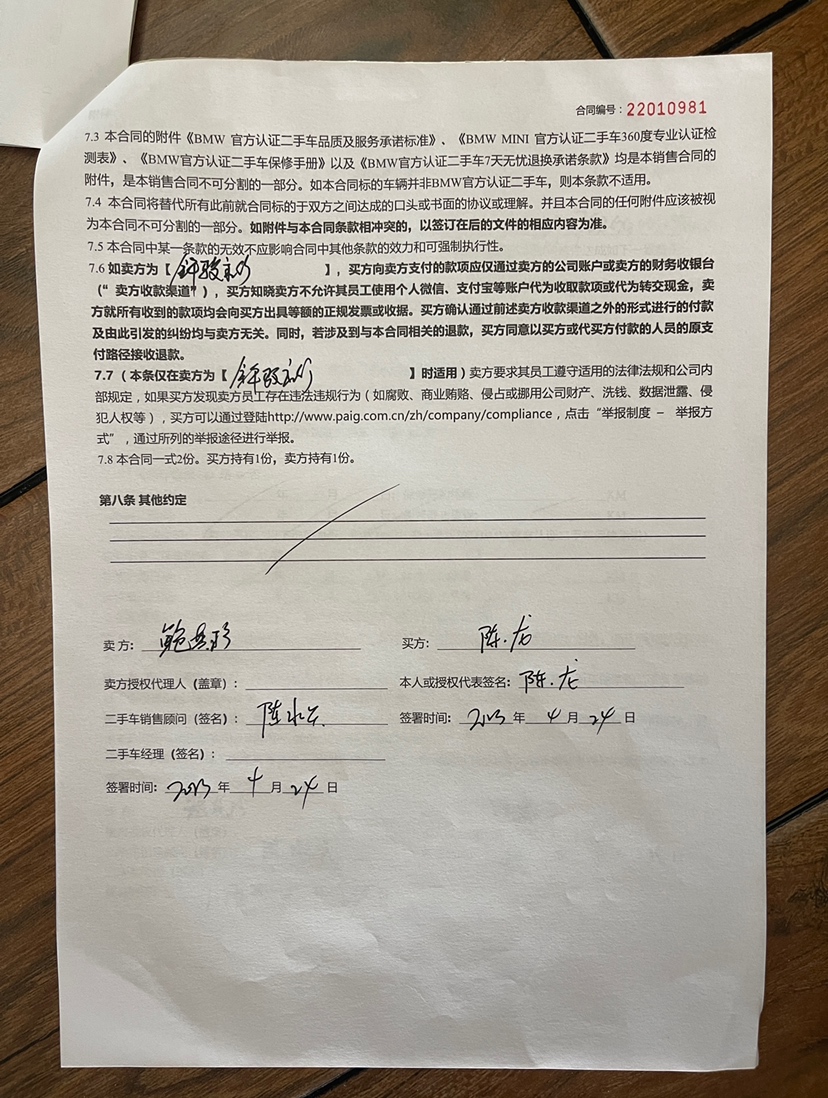 合同编号：22010981
7.3 本合同的附件《BMW 官方认证二手车品质及服务承诺标准》、《BMW MINI 官方认证二手车360度专业认证检
测表》、《BMW官方认证二手车保修手册》以及《BMW官方认证二手车7天无忧退换承诺条款》均是本销售合同的
附件，是本销售合同不可分割的一部分。如本合同标的车辆并非BMW官方认证二手车，则本条款不适用。
7.4 本合同将替代所有此前就合同标的于双方之间达成的口头或书面的协议或理解。并且本合同的任何附件应该被视
为本合同不可分割的一部分。如附件与本合同条款相冲突的，以签订在后的文件的相应内容为准。
7.5 本合同中某一条款的无效不应影响合同中其他条款的效力和可强制执行性。
7.6 如卖方为【 】，买方向卖方支付的款项应仅通过卖方的公司账户或卖方的财务收银台
（“卖方收款渠道”），买方知晓卖方不允许其员工使用个人微信、支付宝等账户代为收取款项或代为转交现金，卖
方就所有收到的款项均会向买方出具等额的正规发票或收据。买方确认通过前述卖方收款渠道之外的形式进行的付款
及由此引发的纠纷均与卖方无关。同时，若涉及到与本合同相关的退款，买方同意以买方或代买方付款的人员的原支
付路径接收退款。
7.7（本条仅在卖方为【 】时适用）卖方要求其员工遵守适用的法律法规和公司内
部规定，如果买方发现卖方员工存在违法违规行为（如腐败、商业贿赂、侵占或挪用公司财产、洗钱、数据泄露、侵
犯人权等），买方可以通过登陆http://www.paig.com.cn/zh/company/compliance，点击“举报制度 － 举报方
式”，通过所列的举报途径进行举报。
7.8 本合同一式2份。买方持有1份，卖方持有1份。
第八条 其他约定
卖方： 买方： 陈龙
卖方授权代理人（盖章）： 本人或授权代表签名： 陈龙
二手车销售顾问（签名）： 签署时间： 2023 年 4 月 24 日
二手车经理（签名）：
签署时间： 2023 年 4 月 24 日